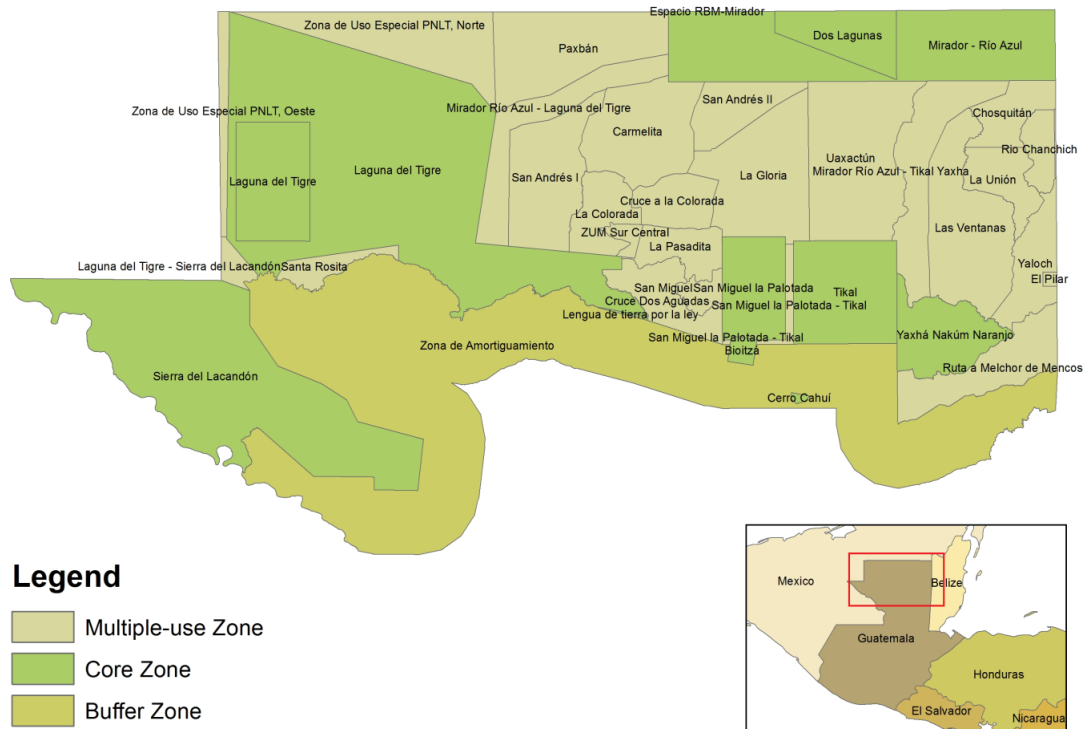 Espacio RBM-Mirador
Zona de Uso Especial PNLT, Norte
Paxbán
Dos Lagunas
Mirador - Río Azul
Zona de Uso Especial PNLT, Oeste
Mirador Río Azul - Laguna del Tigre
San Andrés II
Chosquitán
Carmelita
Rio Chanchich
Laguna del Tigre
Laguna del Tigre
San Andrés I
La Gloria
Uaxactún
Mirador Río Azul - Tikal Yaxha
La Unión
Cruce a la Colorada
La Colorada
ZUM Sur Central
Las Ventanas
La Pasadita
Laguna del Tigre - Sierra del Lacandón
Santa Rosita
Yaloch
El Pilar
San Miguel
San Miguel la Palotada
Tikal
Cruce Dos Aguadas
San Miguel la Palotada - Tikal
Lengua de tierra por la ley
San Miguel la Palotada - Tikal
Yaxhá Nakúm Naranjo
Zona de Amortiguamiento
Bioitzá
Ruta a Melchor de Mencos
Sierra del Lacandón
Cerro Cahuí
Legend
Multiple-use Zone
Core Zone
Buffer Zone
Mexico
Belize
Guatemala
Honduras
El Salvador
Nicaragua